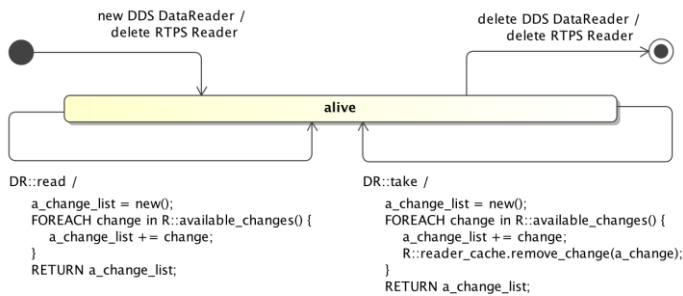 new DDS DataReader /
delete RTPS Reader
delete DDS DataReader /
delete RTPS Reader
alive
DR::read /
a_change_list = new();
FOREACH change in R::available_changes() {
a_change_list += change;
}
RETURN a_change_list;
DR::take /
a_change_list = new();
FOREACH change in R::available_changes() {
a_change_list += change;
R::reader_cache.remove_change(a_change);
}
RETURN a_change_list;